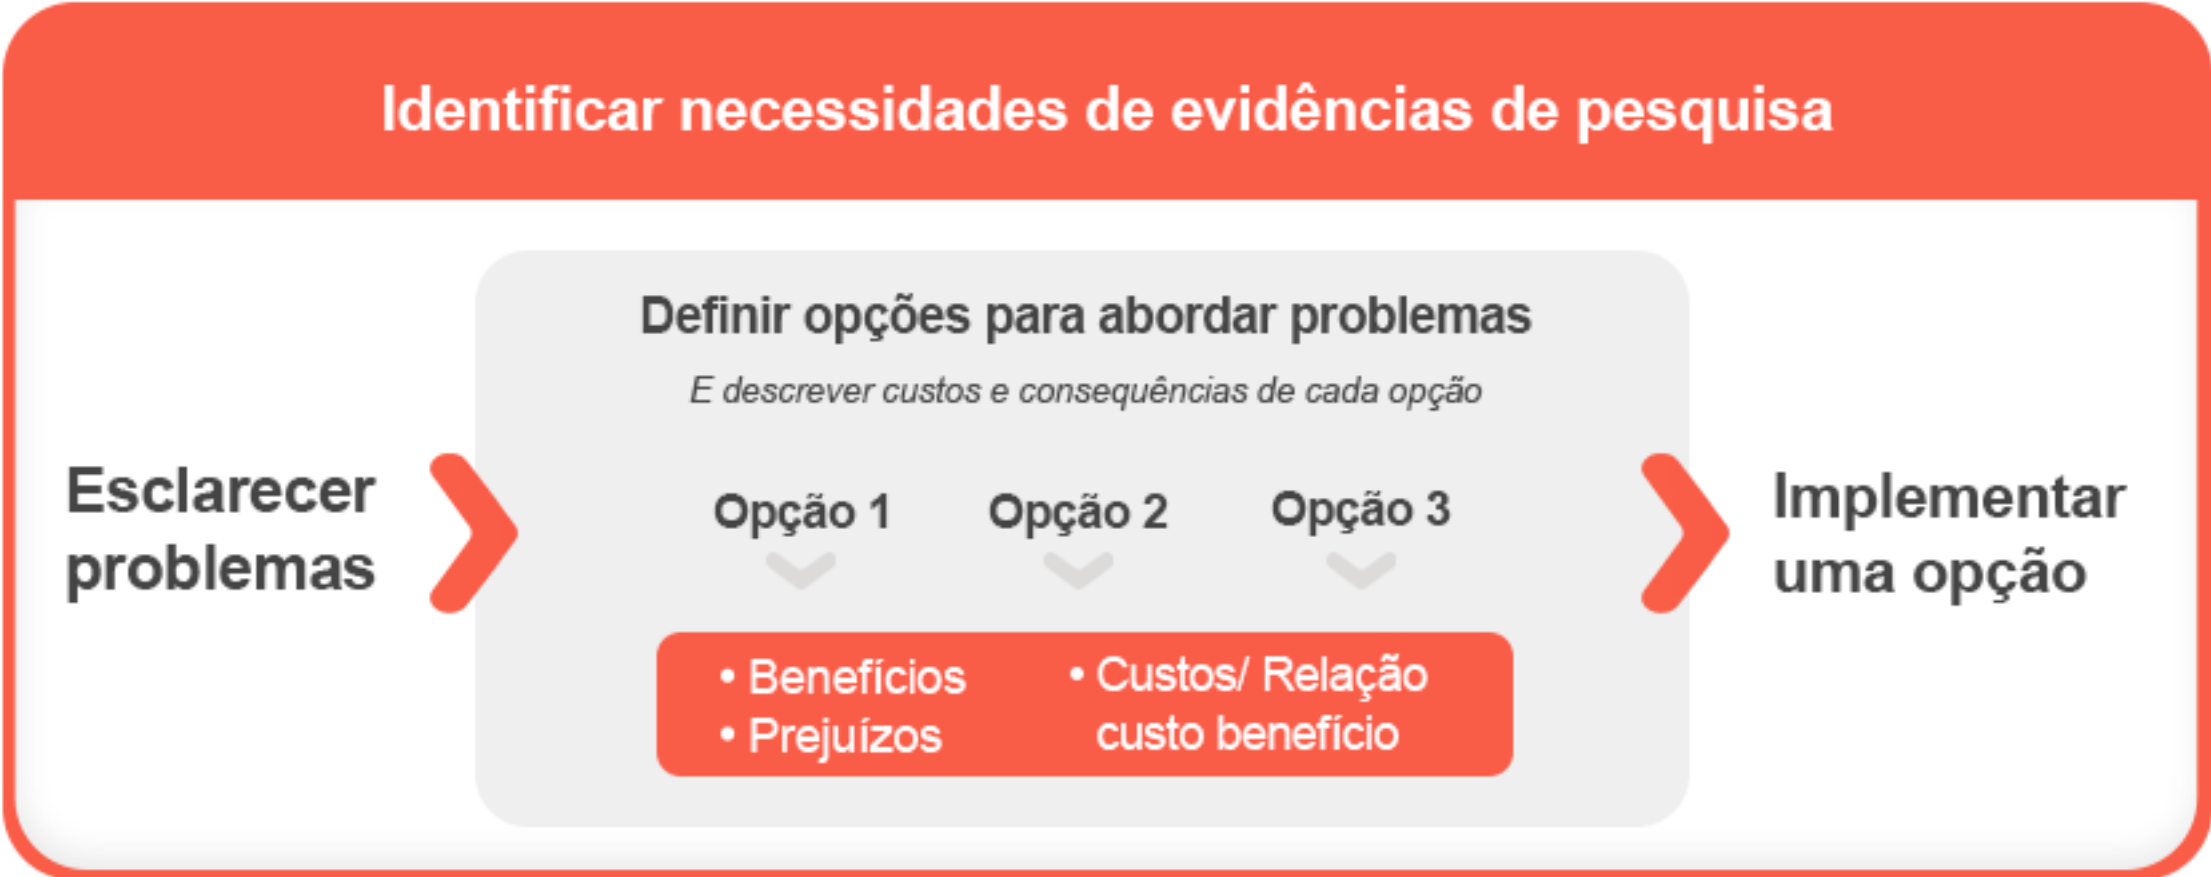 Identificar necessidades de evidências de pesquisa
Definir opções para abordar problemas
E descrever custos e consequências de cada opção
Esclarecer
problemas
Opção 1
Opção 2
Opção 3
• Benefícios
• Prejuízos
• Custos/ Relação
custo benefício
Implementar
uma opção